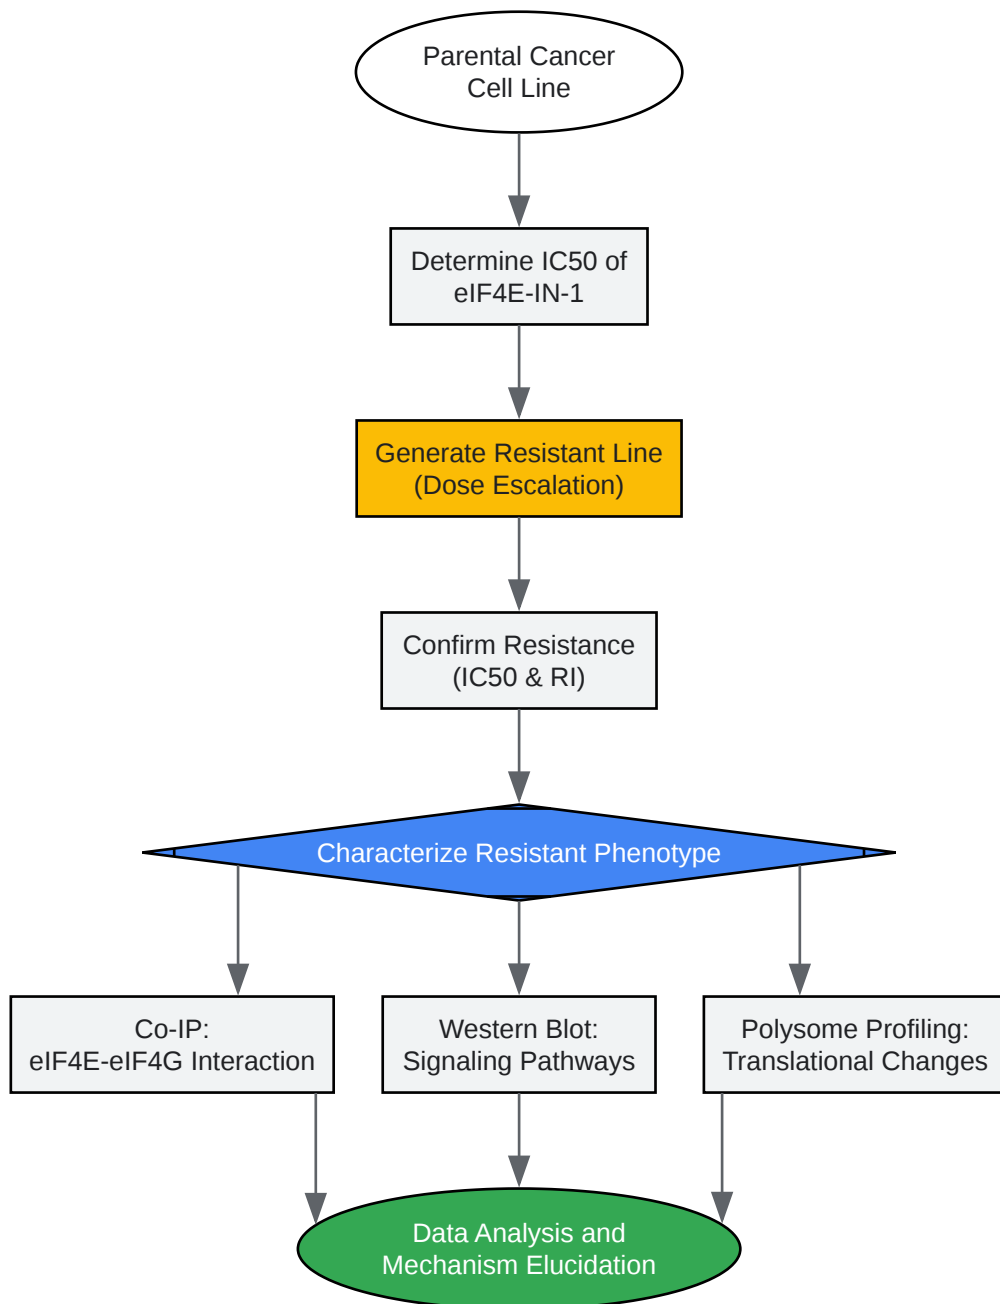 Parental Cancer
Cell Line
Determine IC50 of
eIF4E-IN-1
Generate Resistant Line
(Dose Escalation)
Confirm Resistance
(IC50 & RI)
Characterize Resistant Phenotype
Co-IP:
eIF4E-eIF4G Interaction
Western Blot:
Signaling Pathways
Polysome Profiling:
Translational Changes
Data Analysis and
Mechanism Elucidation